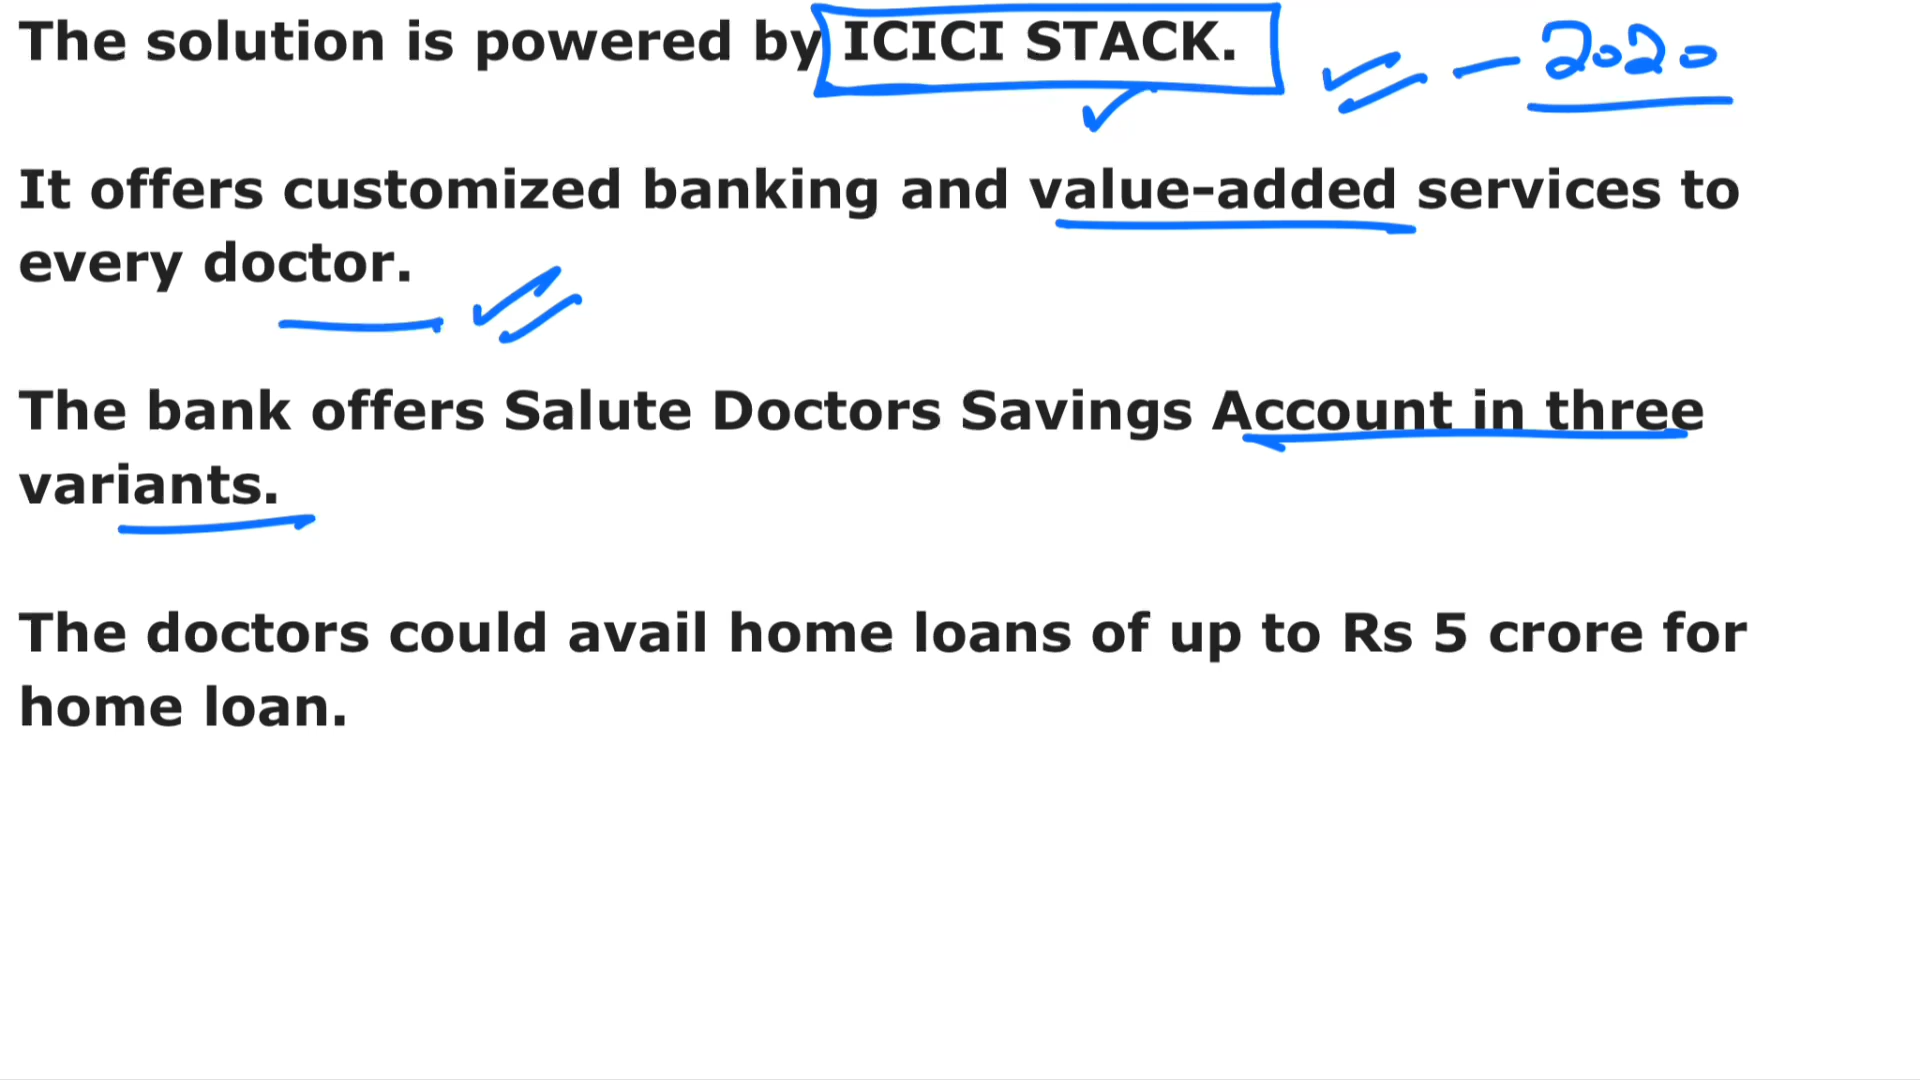 The solution is powered by ICICI STACK. - 2020
It offers customized banking and value-added services to
every doctor.
The bank offers Salute Doctors Savings Account in three
variants.
The doctors could avail home loans of up to Rs 5 crore for
home loan.